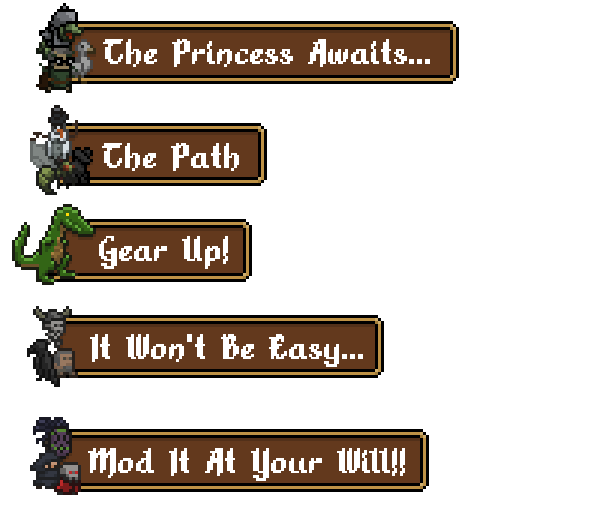 The Princess Awaits...
The Path
Gear Up!
It Won't Be Easy...
Mod It At Your Will!!